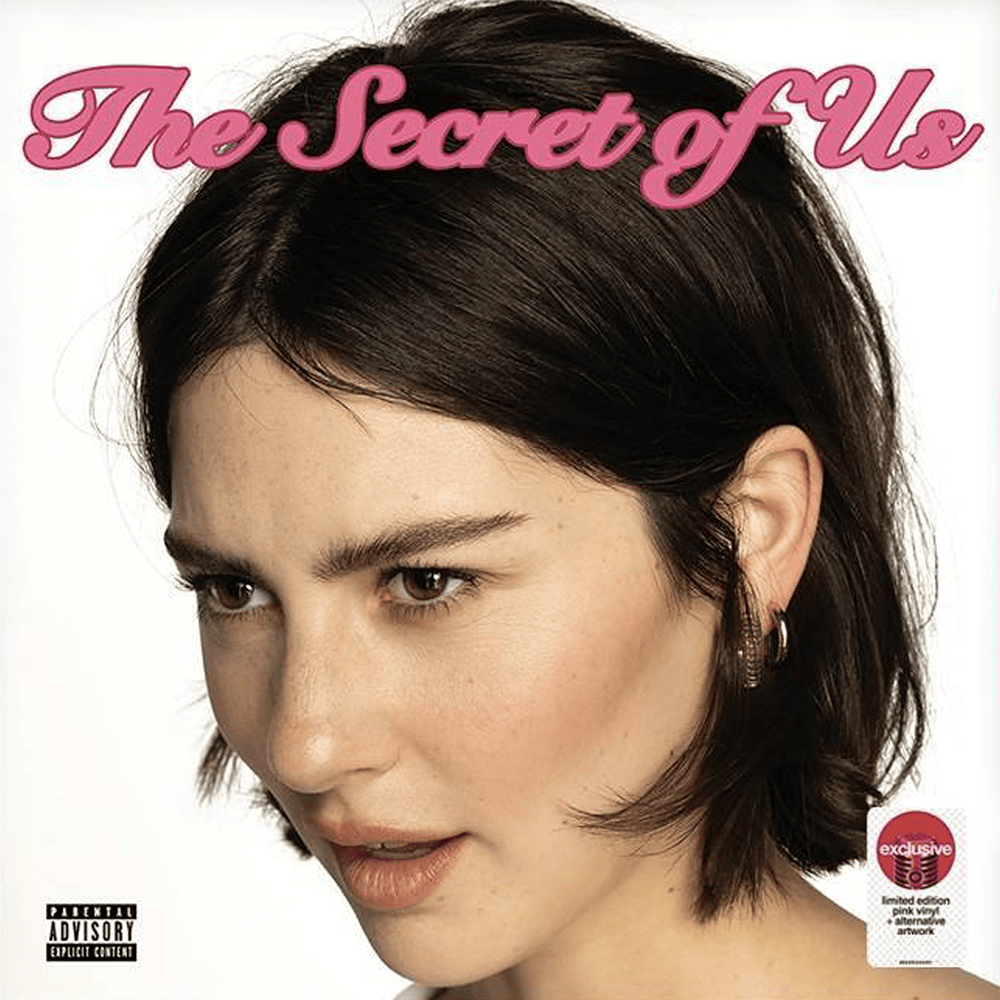 The Secret of Us
PARENTAL
ADVISORY
EXPLICIT CONTENT
exclusive
limited edition
pink vinyl
+ alternative
artwork